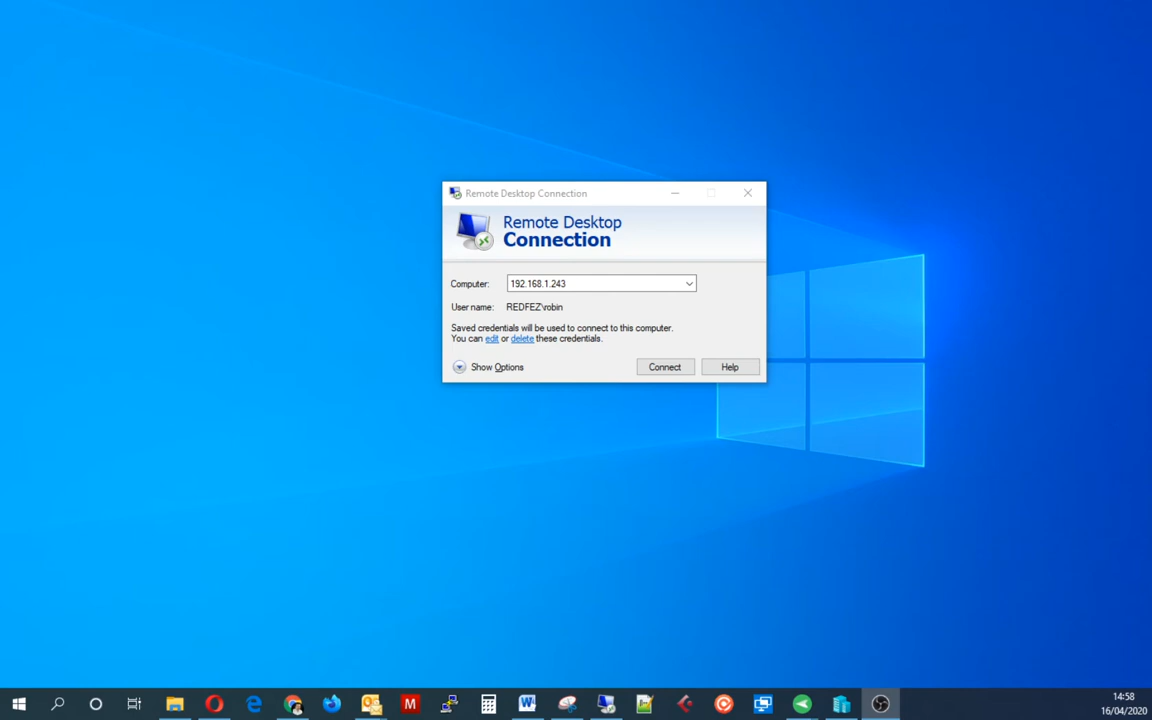 Remote Desktop Connection
Remote Desktop
Connection
Computer: 192.168.1.243
User name: REDFEZ\robin
Saved credentials will be used to connect to this computer.
You can edit or delete these credentials.
Show Options Connect Help
14:58
16/04/2020